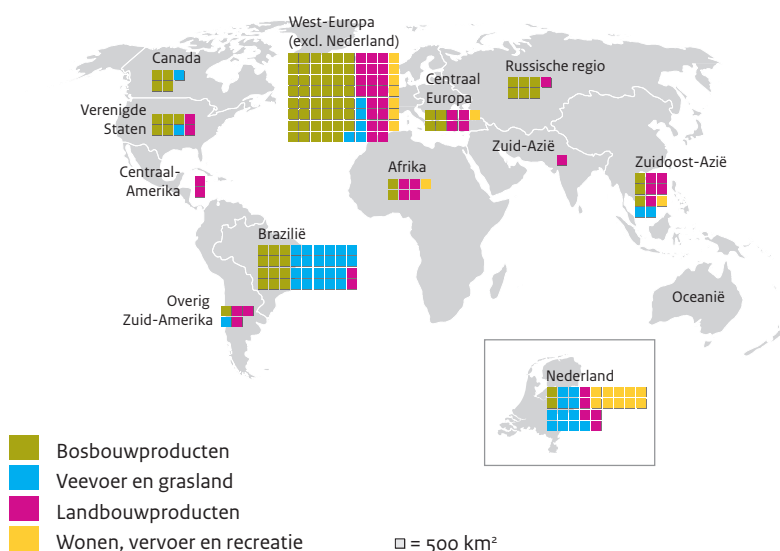 West-Europa
(excl. Nederland)
Canada
Russische regio
Centraal
Europa
Verenigde
Staten
Zuid-Azië
Zuidoost-Azië
Centraal-
Amerika
Afrika
Brazilië
Overig
Zuid-Amerika
Oceanië
Nederland
Bosbouwproducten
Veevoer en grasland
Landbouwproducten
Wonen, vervoer en recreatie
= 500 km²